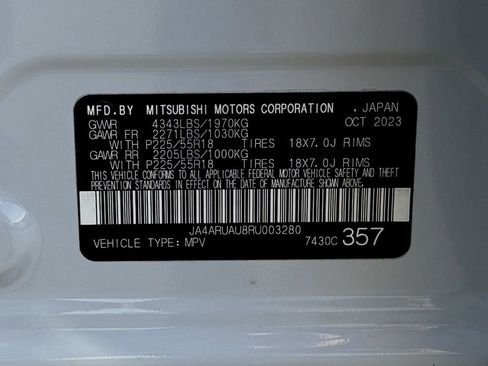 MFD.BY MITSUBISHI MOTORS CORPORATION . JAPAN
GVWR 4343LBS/1970KG OCT 2023
GAWR FR 2271LBS/1030KG
WITH P225/55R18 TIRES 18X7.0J RIMS
GAWR RR 2205LBS/1000KG
WITH P225/55R18 TIRES 18X7.0J RIMS
THIS VEHICLE CONFORMS TO ALL APPLICABLE FEDERAL MOTOR VEHICLE SAFETY AND THEFT
PREVENTION STANDARDS IN EFFECT ON THE DATE OF MANUFACTURE SHOWN ABOVE.
JA4ARUAU8RU003280
VEHICLE TYPE: MPV 7430C 357